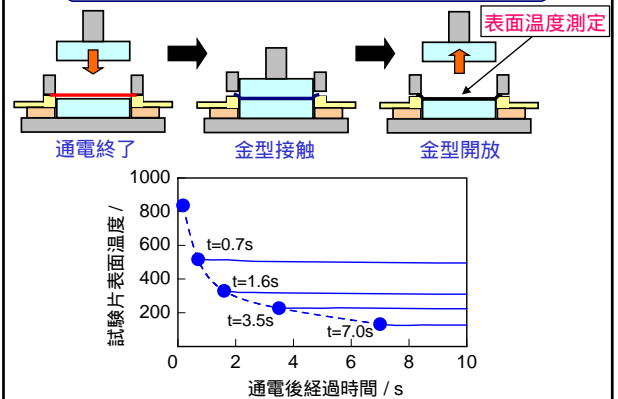 表面温度測定
通電終了
金型接触
金型開放
試験片表面温度 /
1000
800
600
400
200
t=0.7s
t=1.6s
t=3.5s
t=7.0s
0
2
4
6
8
10
通電後経過時間 / s